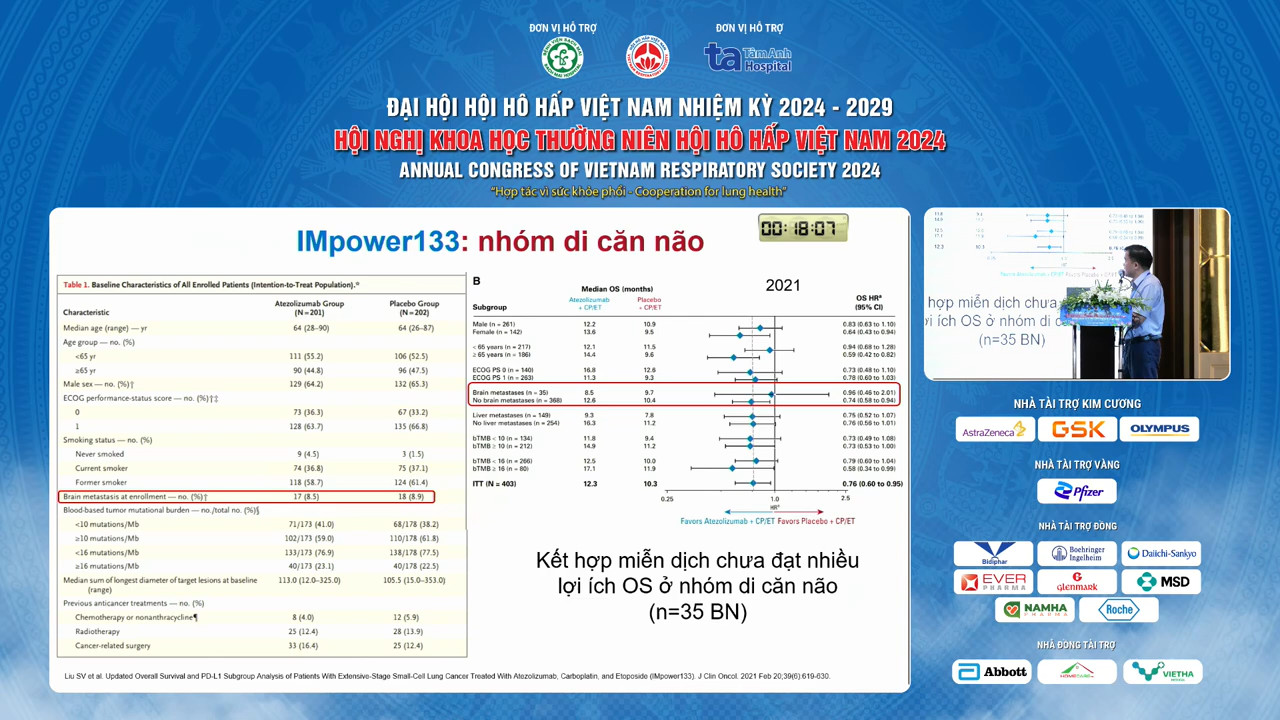 ĐƠN VỊ HỖ TRỢ
ĐƠN VỊ HỖ TRỢ
TâmAnh
Hospital
ĐẠI HỘI HỘI HÔ HẤP VIỆT NAM NHIỆM KỲ 2024 - 2029
HỘI NGHỊ KHOA HỌC THƯỜNG NIÊN HỘI HÔ HẤP VIỆT NAM 2024
ANNUAL CONGRESS OF VIETNAM RESPIRATORY SOCIETY 2024
“Hợp tác vì sức khỏe phổi - Cooperation for lung health”
IMpower133: nhóm di căn não
00:18:07
Table 1. Baseline Characteristics of All Enrolled Patients (Intention-to-Treat Population).*
Characteristic Atezolizumab Group (N=201) Placebo Group (N=202)
Median age (range) — yr 64 (28–90) 64 (26–87)
Age group — no. (%)
<65 yr 111 (55.2) 106 (52.5)
≥65 yr 90 (44.8) 96 (47.5)
Male sex — no. (%)† 129 (64.2) 132 (65.3)
ECOG performance-status score — no. (%)†‡
0 73 (36.3) 67 (33.2)
1 128 (63.7) 135 (66.8)
Smoking status — no. (%)
Never smoked 9 (4.5) 3 (1.5)
Current smoker 74 (36.8) 75 (37.1)
Former smoker 118 (58.7) 124 (61.4)
Brain metastasis at enrollment — no. (%)† 17 (8.5) 18 (8.9)
Blood-based tumor mutational burden — no./total no. (%)§
<10 mutations/Mb 71/173 (41.0) 68/178 (38.2)
≥10 mutations/Mb 102/173 (59.0) 110/178 (61.8)
<16 mutations/Mb 133/173 (76.9) 138/178 (77.5)
≥16 mutations/Mb 40/173 (23.1) 40/178 (22.5)
Median sum of longest diameter of target lesions at baseline (range) 113.0 (12.0–325.0) 105.5 (15.0–353.0)
Previous anticancer treatments — no. (%)
Chemotherapy or nonanthracycline¶ 8 (4.0) 12 (5.9)
Radiotherapy 25 (12.4) 28 (13.9)
Cancer-related surgery 33 (16.4) 25 (12.4)
B
2021
Median OS (months)
Subgroup Atezolizumab + CP/ET Placebo + CP/ET OS HRª (95% CI)
Male (n = 261) 12.2 10.9 0.83 (0.63 to 1.10)
Female (n = 142) 13.6 9.5 0.64 (0.43 to 0.94)
< 65 years (n = 217) 12.1 11.5 0.94 (0.68 to 1.28)
≥ 65 years (n = 186) 14.4 9.6 0.59 (0.42 to 0.82)
ECOG PS 0 (n = 140) 16.8 12.6 0.73 (0.48 to 1.10)
ECOG PS 1 (n = 263) 11.3 9.3 0.78 (0.60 to 1.03)
Brain metastases (n = 35) 8.5 9.7 0.96 (0.46 to 2.01)
No brain metastases (n = 368) 12.6 10.4 0.74 (0.58 to 0.94)
Liver metastases (n = 149) 9.3 7.8 0.75 (0.52 to 1.07)
No liver metastases (n = 254) 16.3 11.2 0.76 (0.56 to 1.01)
bTMB < 10 (n = 134) 11.8 9.4 0.73 (0.49 to 1.08)
bTMB ≥ 10 (n = 212) 14.9 11.2 0.73 (0.53 to 1.00)
bTMB < 16 (n = 266) 12.5 10.0 0.79 (0.60 to 1.04)
bTMB ≥ 16 (n = 80) 17.1 11.9 0.58 (0.34 to 0.99)
ITT (N = 403) 12.3 10.3 0.76 (0.60 to 0.95)
0.25 1.0 2.5
HRª
Favors Atezolizumab + CP/ET Favors Placebo + CP/ET
Kết hợp miễn dịch chưa đạt nhiều
lợi ích OS ở nhóm di căn não
(n=35 BN)
Liu SV et al. Updated Overall Survival and PD-L1 Subgroup Analysis of Patients With Extensive-Stage Small-Cell Lung Cancer Treated With Atezolizumab, Carboplatin, and Etoposide (IMpower133). J Clin Oncol. 2021 Feb 20;39(6):619-630.
hợp miễn dịch chưa
ợi ích OS ở nhóm di c
(n=35 BN)
NHÀ TÀI TRỢ KIM CƯƠNG
AstraZeneca GSK OLYMPUS
NHÀ TÀI TRỢ VÀNG
Pfizer
NHÀ TÀI TRỢ ĐỒNG
Bidiphar Boehringer Ingelheim Daiichi-Sankyo
EVER PHARMA Glenmark MSD
NAMHA PHARMA Roche
NHÀ ĐỒNG TÀI TRỢ
Abbott HOMECARE VIETHA